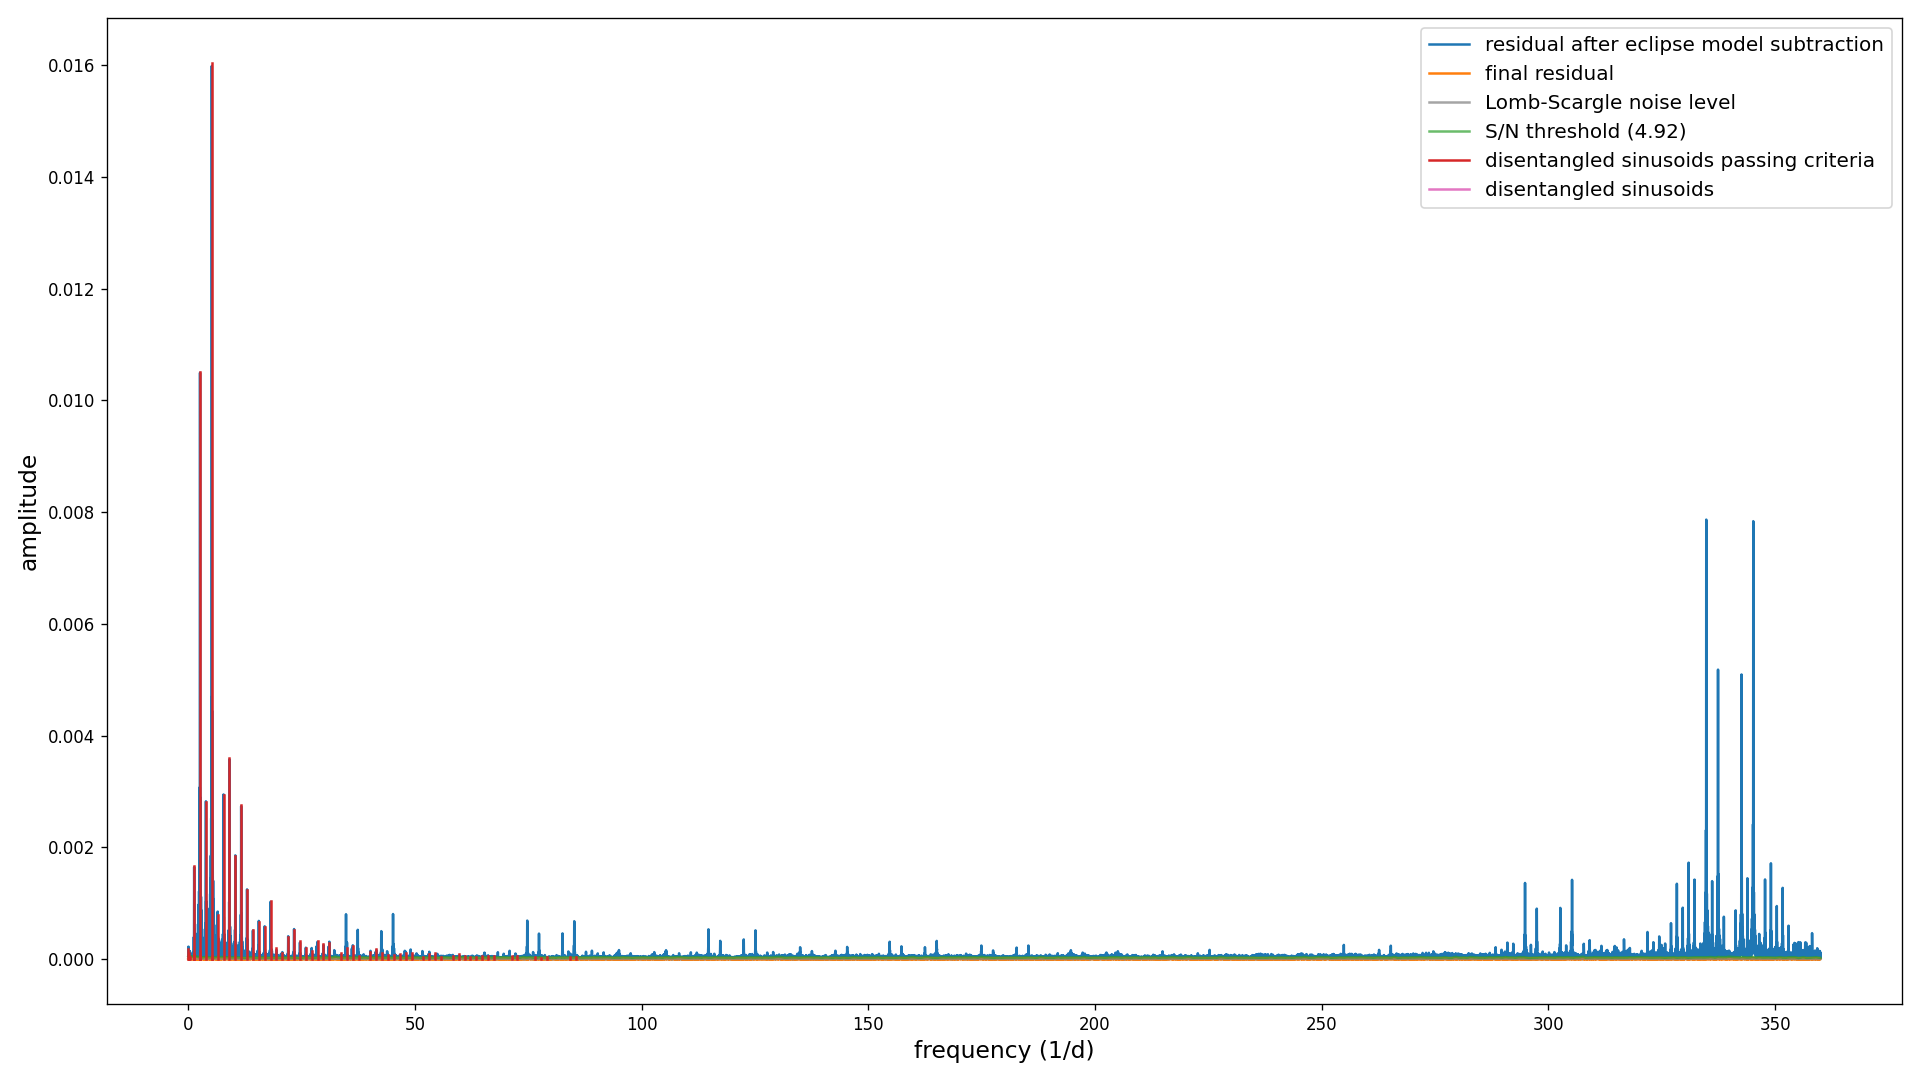 residual after eclipse model subtraction
final residual
Lomb-Scargle noise level
S/N threshold (4.92)
disentangled sinusoids passing criteria
disentangled sinusoids
amplitude
0.016
0.014
0.012
0.010
0.008
0.006
0.004
0.002
0.000
0 50 100 150 200 250 300 350
frequency (1/d)